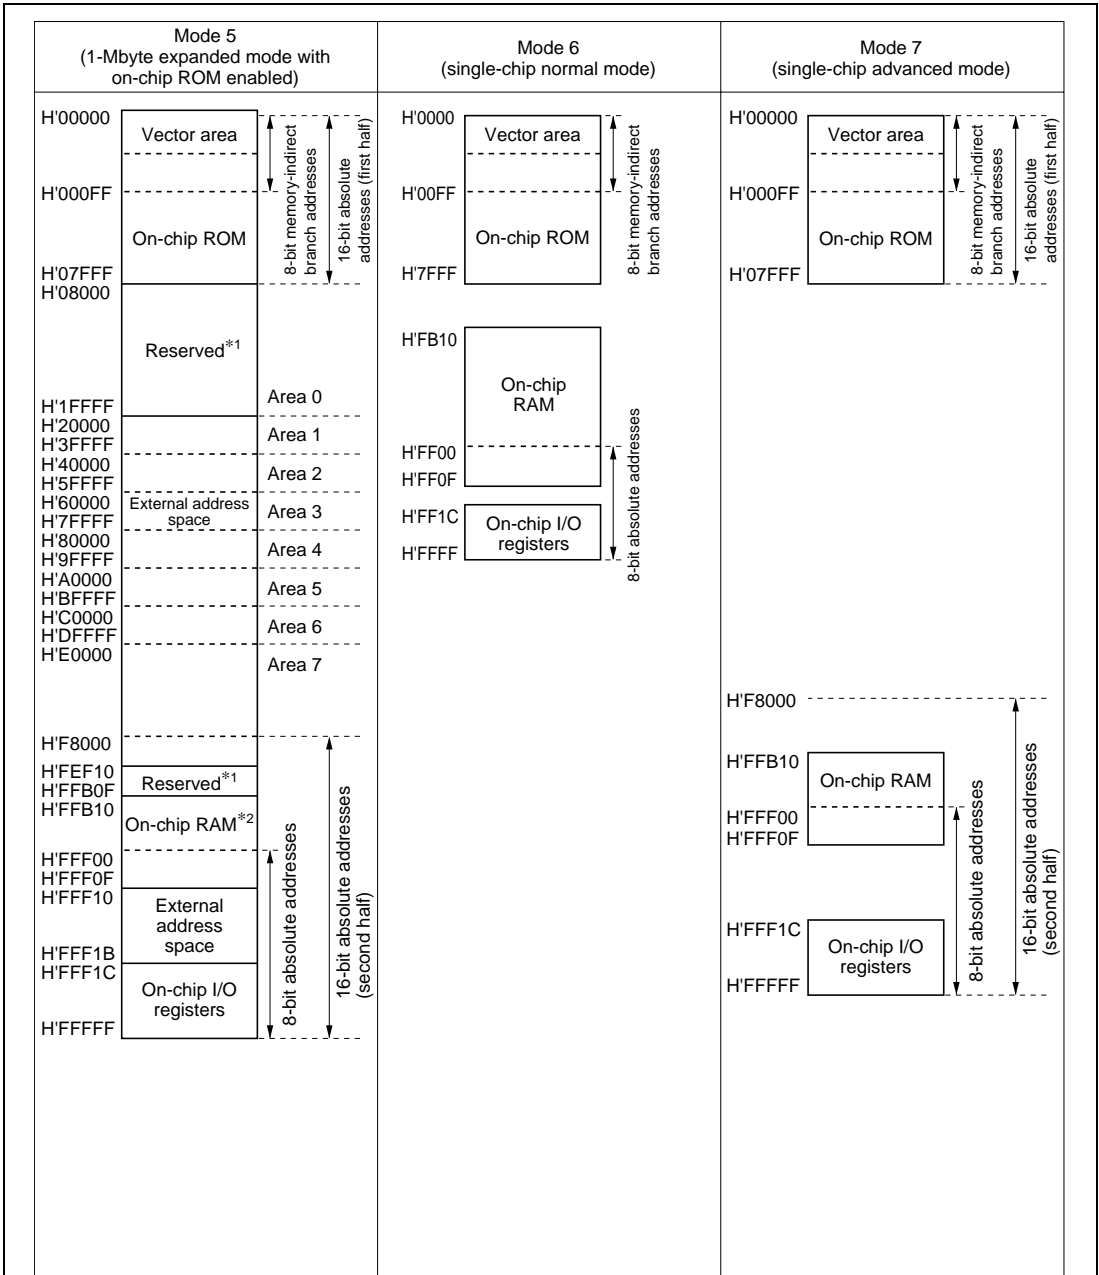 Mode 5
(1-Mbyte expanded mode with
on-chip ROM enabled)
H'00000
Vector area
H'000FF
On-chip ROM
H'07FFF
H'08000
Reserved*1
H'1FFFF
H'20000
H'3FFFF
H'40000
H'5FFFF
H'60000
H'7FFFF
External address
space
H'80000
H'9FFFF
H'A0000
H'BFFFF
H'C0000
H'DFFFF
H'E0000
Area 0
Area 1
Area 2
Area 3
Area 4
Area 5
Area 6
Area 7
H'F8000
H'FEF10
Reserved*1
H'FFB0F
H'FFB10
On-chip RAM*2
H'FFF00
H'FFF0F
H'FFF10
External
address
space
H'FFF1B
H'FFF1C
On-chip I/O
registers
H'FFFFF
8-bit memory-indirect
branch addresses
16-bit absolute
addresses (first half)
8-bit absolute addresses
16-bit absolute addresses
(second half)
Mode 6
(single-chip normal mode)
H'0000
Vector area
H'00FF
On-chip ROM
H'7FFF
8-bit memory-indirect
branch addresses
H'FB10
On-chip
RAM
H'FF00
H'FF0F
H'FF1C
On-chip I/O
registers
H'FFFF
8-bit absolute addresses
Mode 7
(single-chip advanced mode)
H'00000
Vector area
H'000FF
On-chip ROM
H'07FFF
8-bit memory-indirect
branch addresses
16-bit absolute
addresses (first half)
H'F8000
H'FFB10
On-chip RAM
H'FFF00
H'FFF0F
H'FFF1C
On-chip I/O
registers
H'FFFFF
8-bit absolute addresses
16-bit absolute addresses
(second half)